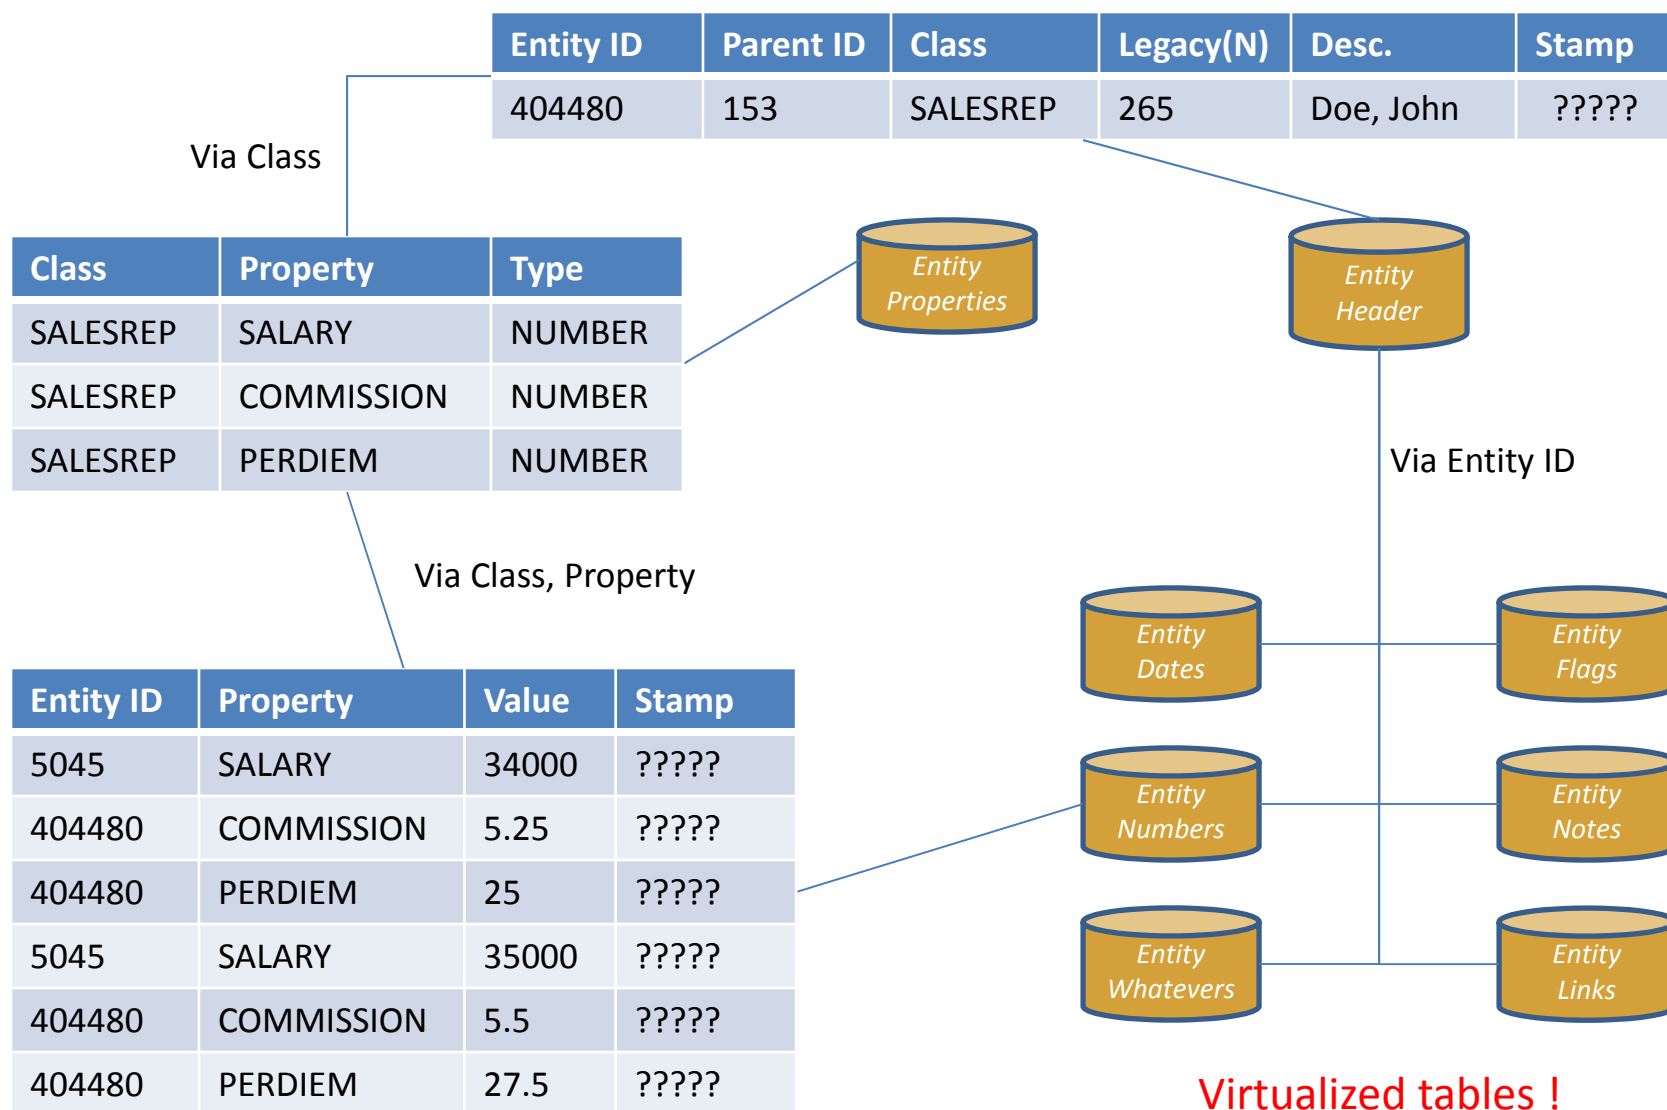 Entity ID Parent ID Class Legacy(N) Desc. Stamp
404480 153 SALESREP 265 Doe, John ?????
Via Class
Class Property Type
SALESREP SALARY NUMBER
SALESREP COMMISSION NUMBER
SALESREP PERDIEM NUMBER
Entity
Properties
Entity
Header
Via Entity ID
Via Class, Property
Entity ID Property Value Stamp
5045 SALARY 34000 ?????
404480 COMMISSION 5.25 ?????
404480 PERDIEM 25 ?????
5045 SALARY 35000 ?????
404480 COMMISSION 5.5 ?????
404480 PERDIEM 27.5 ?????
Entity
Dates
Entity
Flags
Entity
Numbers
Entity
Notes
Entity
Whatevers
Entity
Links
Virtualized tables !